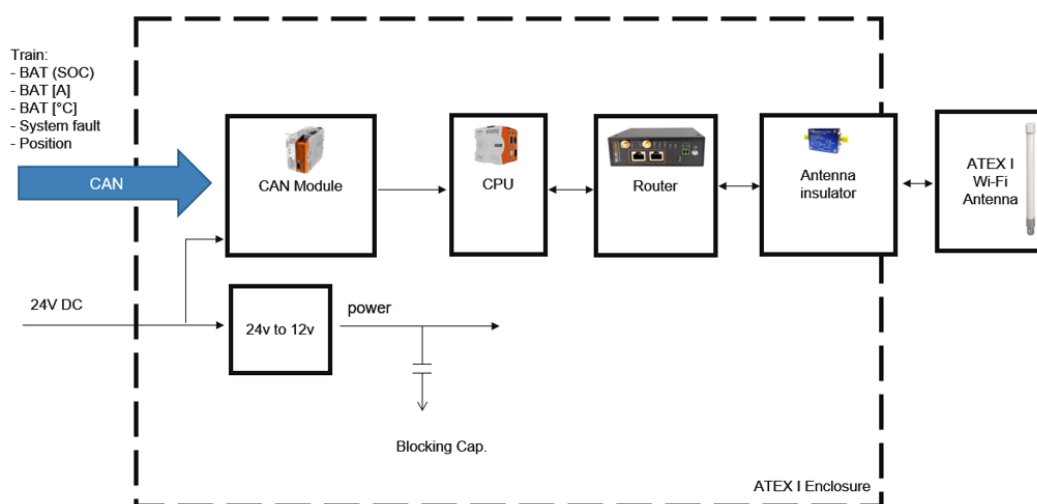 Train:
- BAT (SOC)
- BAT [A]
- BAT [°C]
- System fault
- Position
CAN
CAN Module
CPU
Router
Antenna
insulator
ATEX I
Wi-Fi
Antenna
24V DC
24v to 12v
power
Blocking Cap.
ATEX I Enclosure